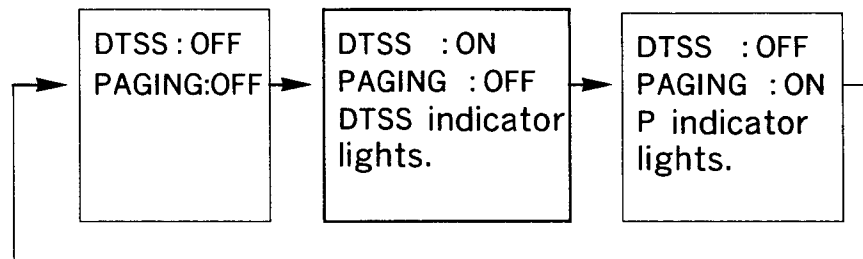 DTSS : OFF
PAGING:OFF
DTSS : ON
PAGING : OFF
DTSS indicator
lights.
DTSS : OFF
PAGING : ON
P indicator
lights.